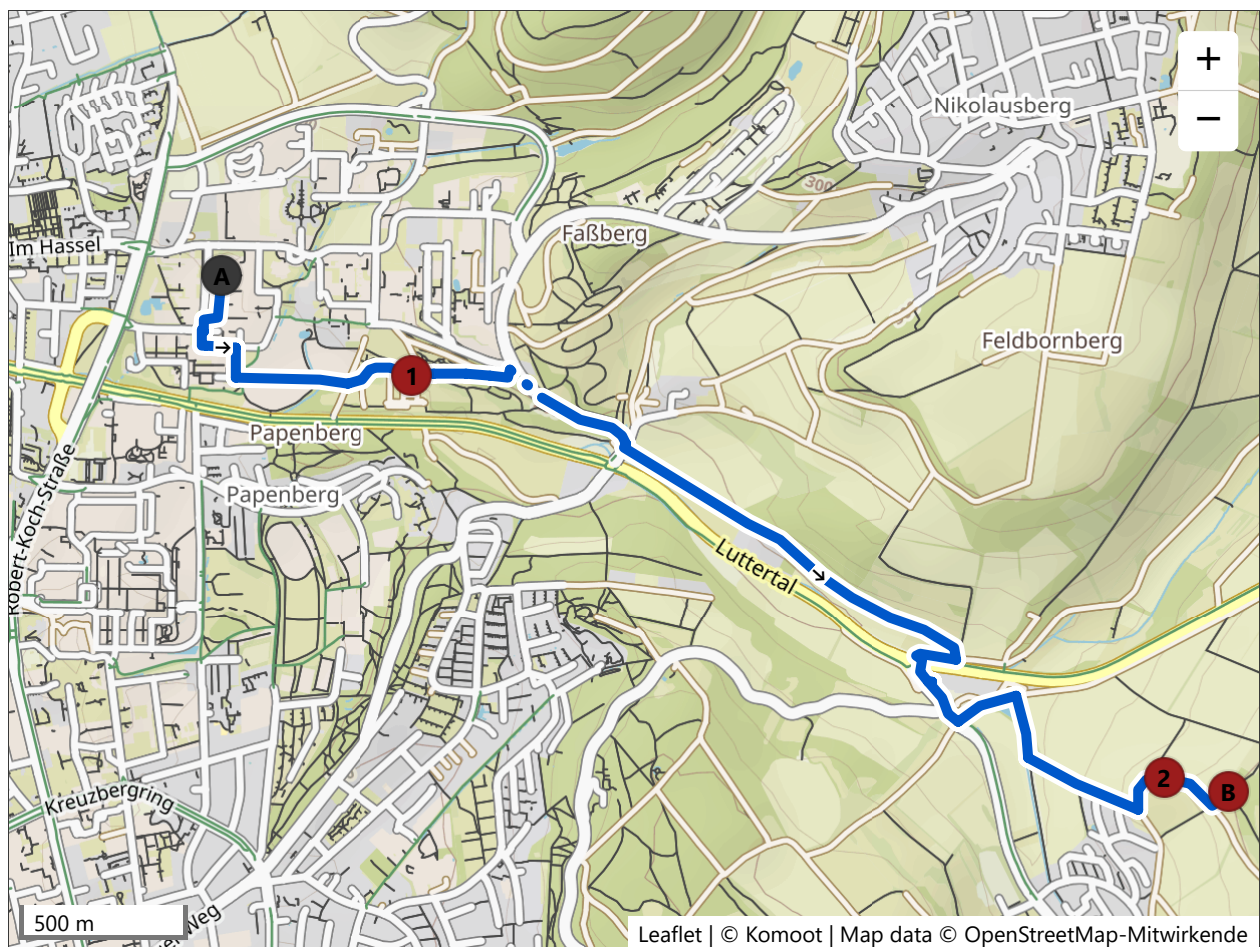 +
−
Nikolausberg
300
Faßberg
Im Hassel
A
Feldbornberg
1
Papenberg
Papenberg
Robert-Koch-Straße
Luttertal
2
B
Kreuzbergring
Weg
500 m
Leaflet | © Komoot | Map data © OpenStreetMap-Mitwirkende